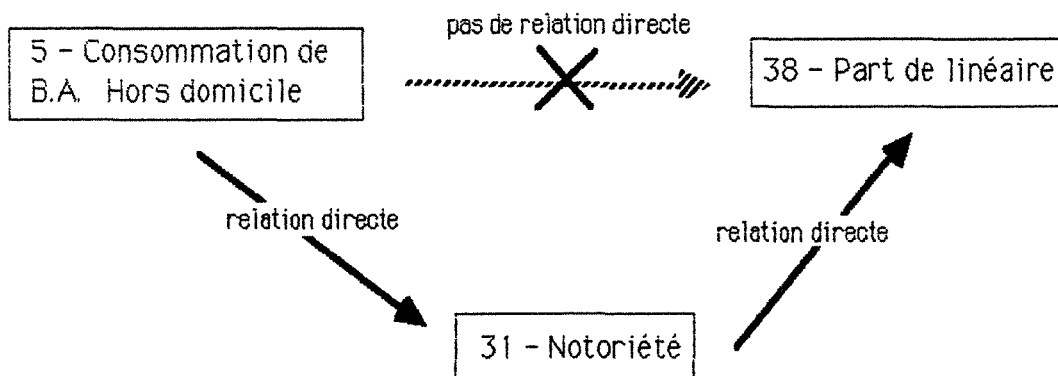 pas de relation directe
5 - Consommation de
B.A. Hors domicile
38 - Part de linéaire
relation directe
relation directe
31 - Notoriété